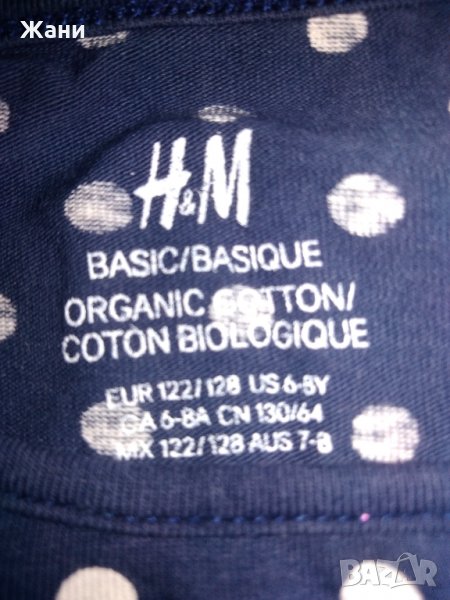 Жани
H&M
BASIC/BASIQUE
ORGANIC COTTON/
COTON BIOLOGIQUE
EUR 122/128 US 6-8Y
CA 6-8A CN 130/64
MX 122/128 AUS 7-8
BAZAR